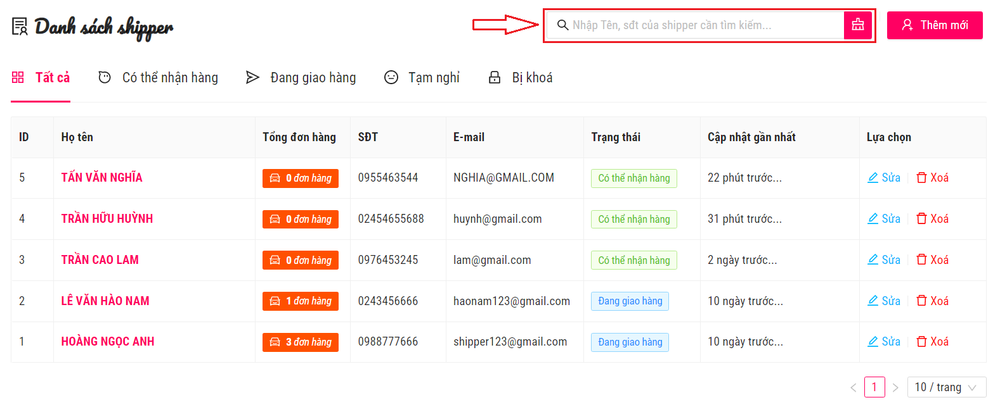 Danh sách shipper
Nhập Tên, sđt của shipper cần tìm kiếm...
Thêm mới
Tất cả Có thể nhận hàng Đang giao hàng Tạm nghỉ Bị khoá
ID Họ tên Tổng đơn hàng SĐT E-mail Trạng thái Cập nhật gần nhất Lựa chọn
5 TẤN VĂN NGHĨA 0 đơn hàng 0955463544 NGHIA@GMAIL.COM Có thể nhận hàng 22 phút trước... Sửa Xoá
4 TRẦN HỮU HUỲNH 0 đơn hàng 02454655688 huynh@gmail.com Có thể nhận hàng 31 phút trước... Sửa Xoá
3 TRẦN CAO LAM 0 đơn hàng 0976453245 lam@gmail.com Có thể nhận hàng 2 ngày trước... Sửa Xoá
2 LÊ VĂN HÀO NAM 1 đơn hàng 0243456666 haonam123@gmail.com Đang giao hàng 10 ngày trước... Sửa Xoá
1 HOÀNG NGỌC ANH 3 đơn hàng 0988777666 shipper123@gmail.com Đang giao hàng 10 ngày trước... Sửa Xoá
1 10 / trang